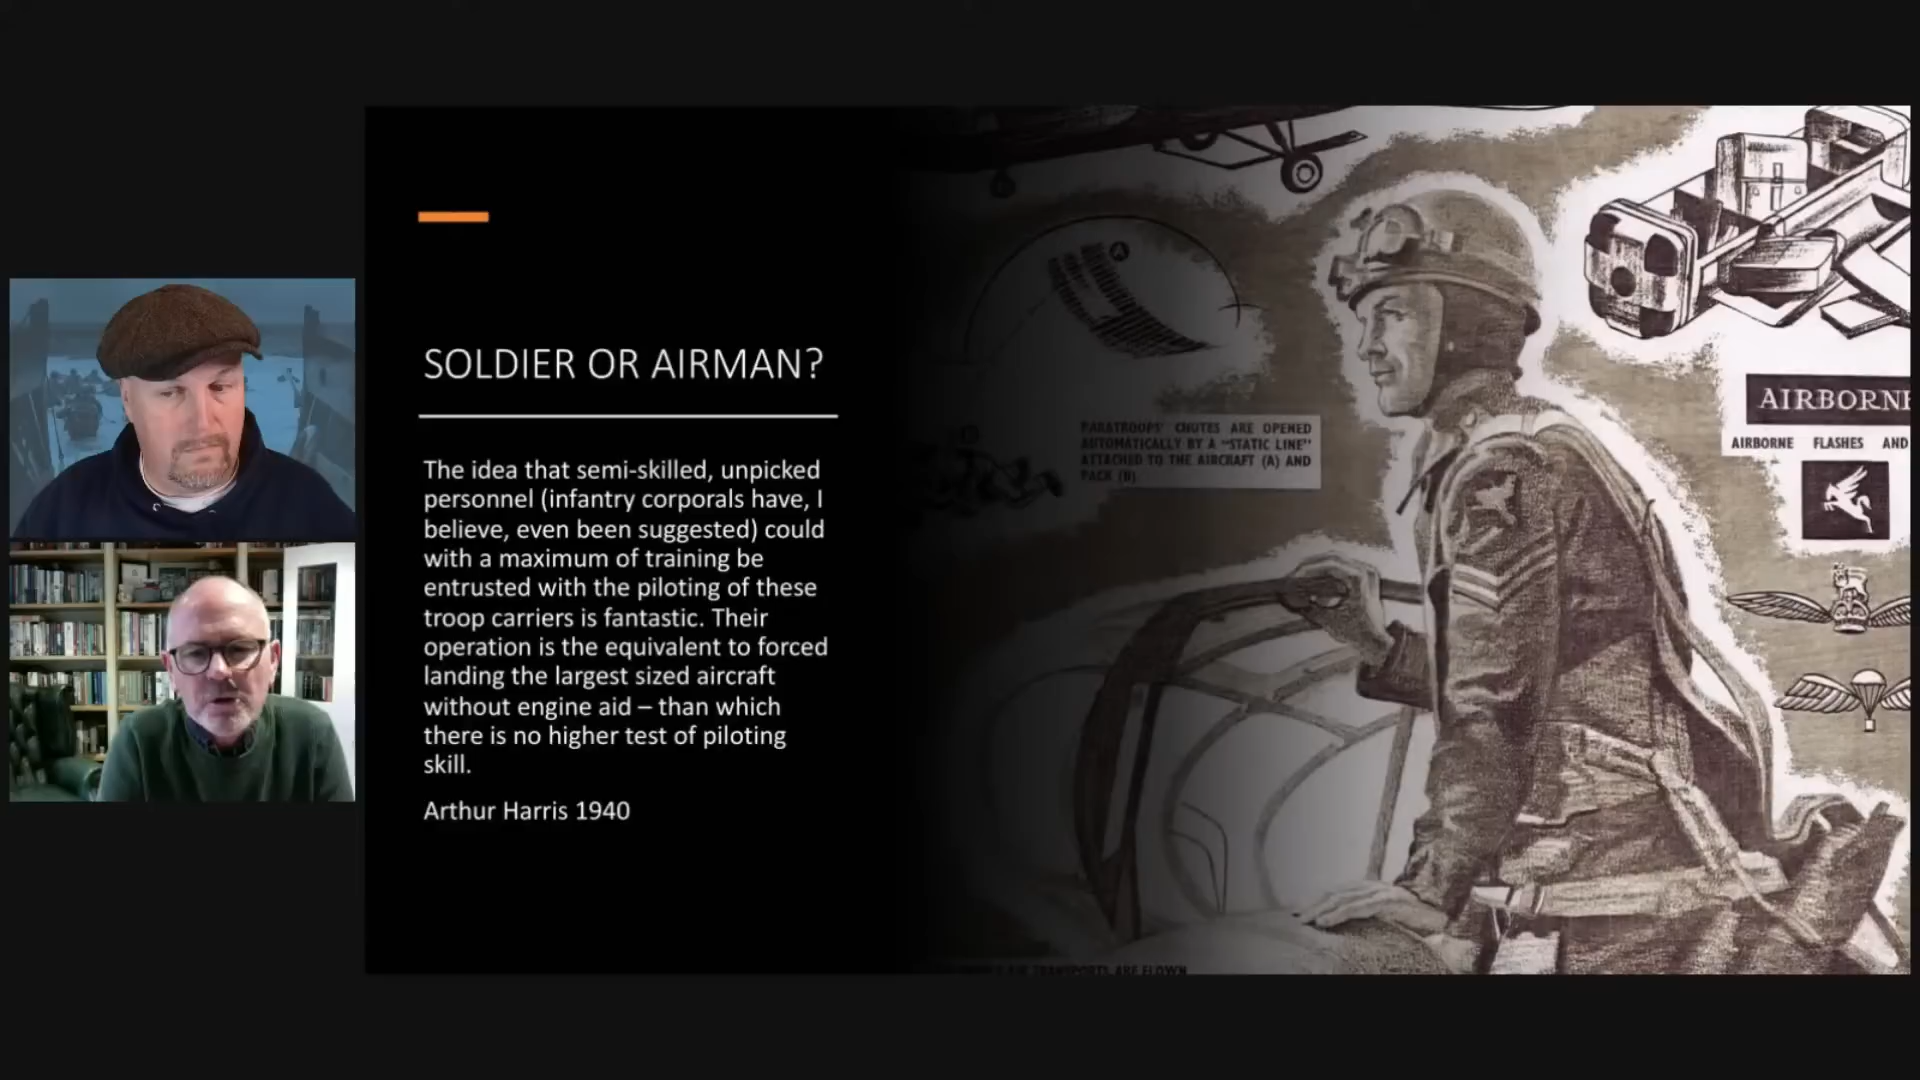 SOLDIER OR AIRMAN?
The idea that semi-skilled, unpicked
personnel (infantry corporals have, I
believe, even been suggested) could
with a maximum of training be
entrusted with the piloting of these
troop carriers is fantastic. Their
operation is the equivalent to forced
landing the largest sized aircraft
without engine aid – than which
there is no higher test of piloting
skill.
Arthur Harris 1940
A
PARATROOPS' CHUTES ARE OPENED
AUTOMATICALLY BY A "STATIC LINE"
ATTACHED TO THE AIRCRAFT (A) AND
PACK (B)
AIRBORNE
AIRBORNE FLASHES AND
TRANSPORTS ARE FLOWN